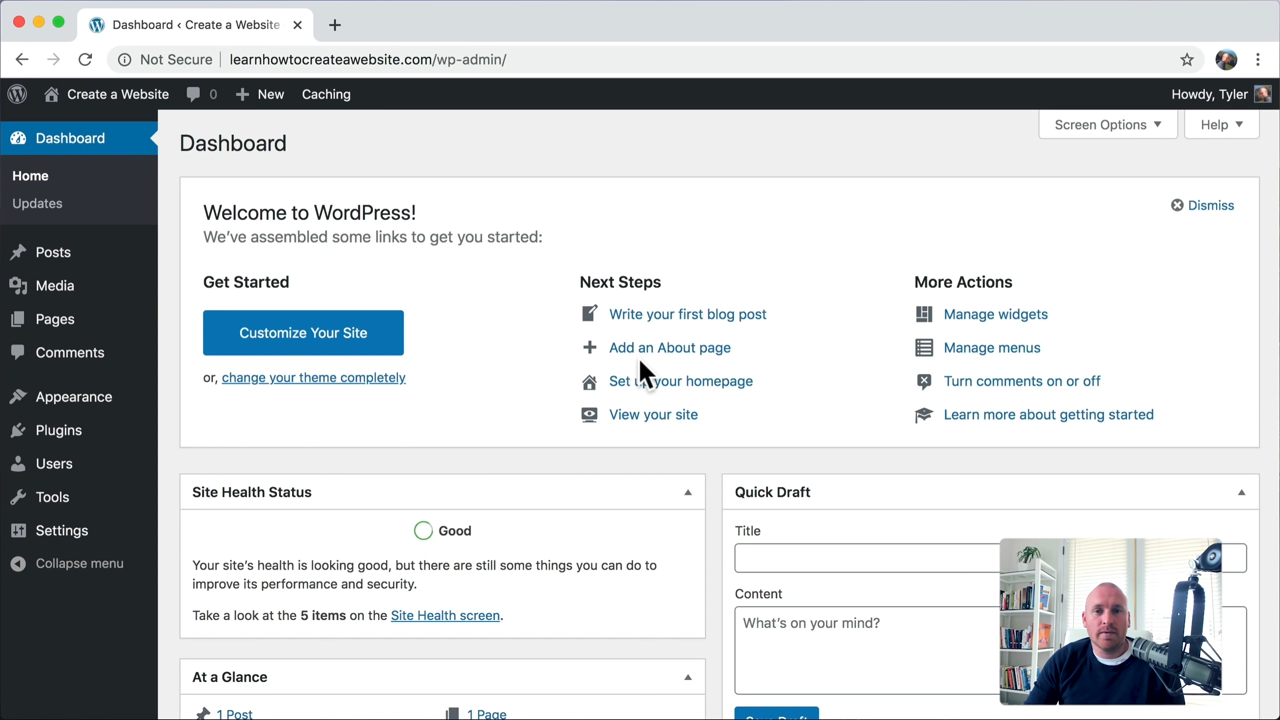 Dashboard ‹ Create a Website
Not Secure
learnhowtocreateawebsite.com/wp-admin/
Create a Website
0
New
Caching
Howdy, Tyler
Dashboard
Home
Updates
Posts
Media
Pages
Comments
Appearance
Plugins
Users
Tools
Settings
Collapse menu
Screen Options
Help
Dashboard
Welcome to WordPress!
We've assembled some links to get you started:
Dismiss
Get Started
Customize Your Site
or, change your theme completely
Next Steps
Write your first blog post
Add an About page
Set up your homepage
View your site
More Actions
Manage widgets
Manage menus
Turn comments on or off
Learn more about getting started
Site Health Status
Good
Your site's health is looking good, but there are still some things you can do to
improve its performance and security.
Take a look at the 5 items on the Site Health screen.
At a Glance
1 Post
1 Page
Quick Draft
Title
Content
What's on your mind?
Save Draft